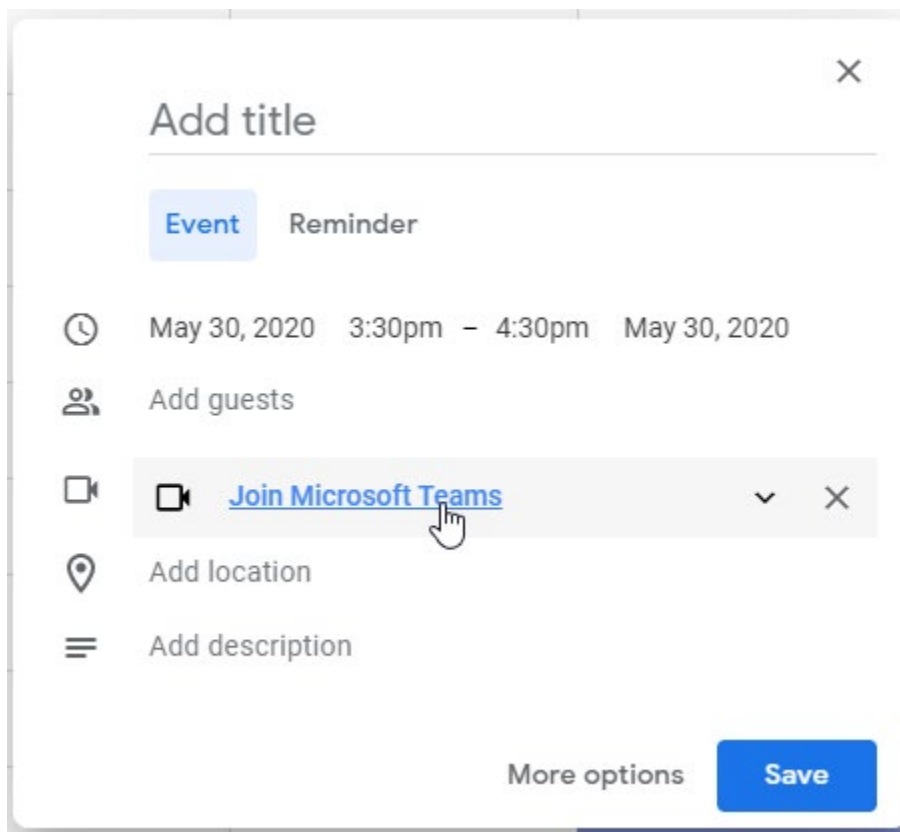 Add title
Event Reminder
May 30, 2020 3:30pm – 4:30pm May 30, 2020
Add guests
Join Microsoft Teams
Add location
Add description
More options Save